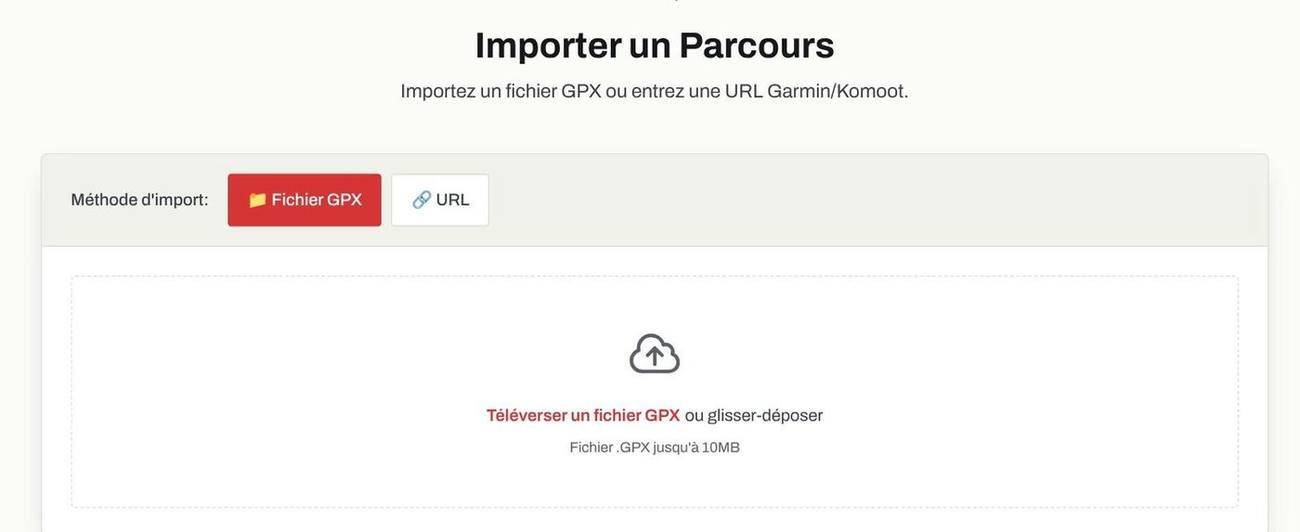 Importer un Parcours
Importez un fichier GPX ou entrez une URL Garmin/Komoot.
Méthode d'import: 📁 Fichier GPX 🔗 URL
Téléverser un fichier GPX ou glisser-déposer
Fichier .GPX jusqu'à 10MB